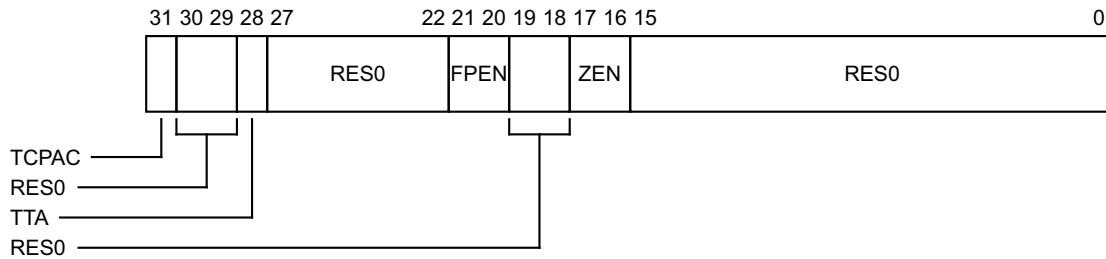 31 30 29 28 27 22 21 20 19 18 17 16 15 0
RES0 FPEN ZEN RES0
TCPAC
RES0
TTA
RES0